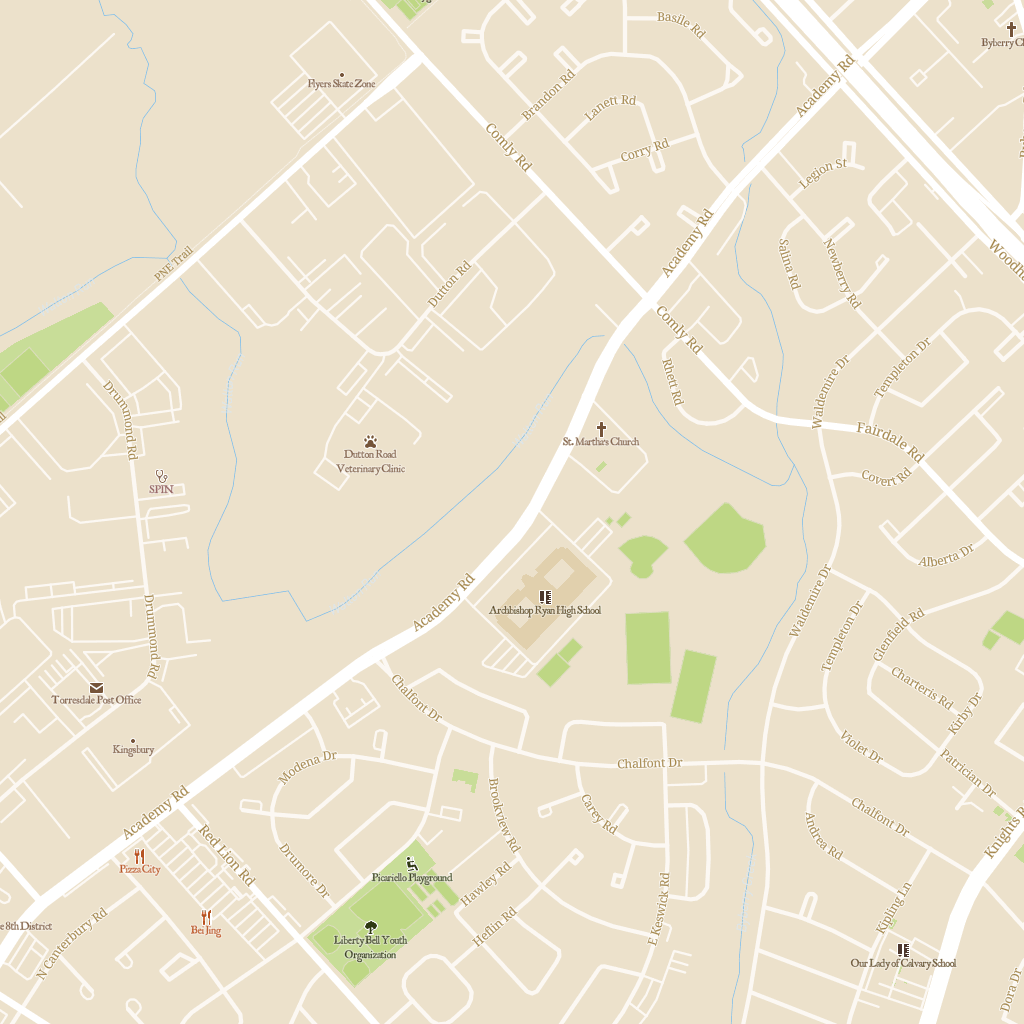 Basile Rd
Byberry
Flyers Skate Zone
Academy Rd
Brandon Rd
Lanett Rd
Comly Rd
Corry Rd
Legion St
Academy Rd
PNE Trail
Salina Rd
Newberry Rd
Dutton Rd
Comly Rd
Rhett Rd
Waldemire Dr
Templeton Dr
Drummond Rd
Fairdale Rd
St. Martha's Church
Dutton Road
Veterinary Clinic
SPIN
Covert Rd
Alberta Dr
Academy Rd
Archbishop Ryan High School
Waldemire Dr
Drummond Rd
Templeton Dr
Glenfield Rd
Torresdale Post Office
Chalfont Dr
Charteris Rd
Kirby Dr
Kingsbury
Violet Dr
Modena Dr
Chalfont Dr
Patrician Dr
Academy Rd
Brookview Rd
Carey Rd
Chalfont Dr
Andrea Rd
Knights
Red Lion Rd
Pizza City
Drumore Dr
Picariello Playground
Hawley Rd
Kipling Ln
E Keswick Rd
e 8th District
Bei Jing
N Canterbury Rd
Heflin Rd
Liberty Bell Youth
Organization
Our Lady of Calvary School
Dora Dr